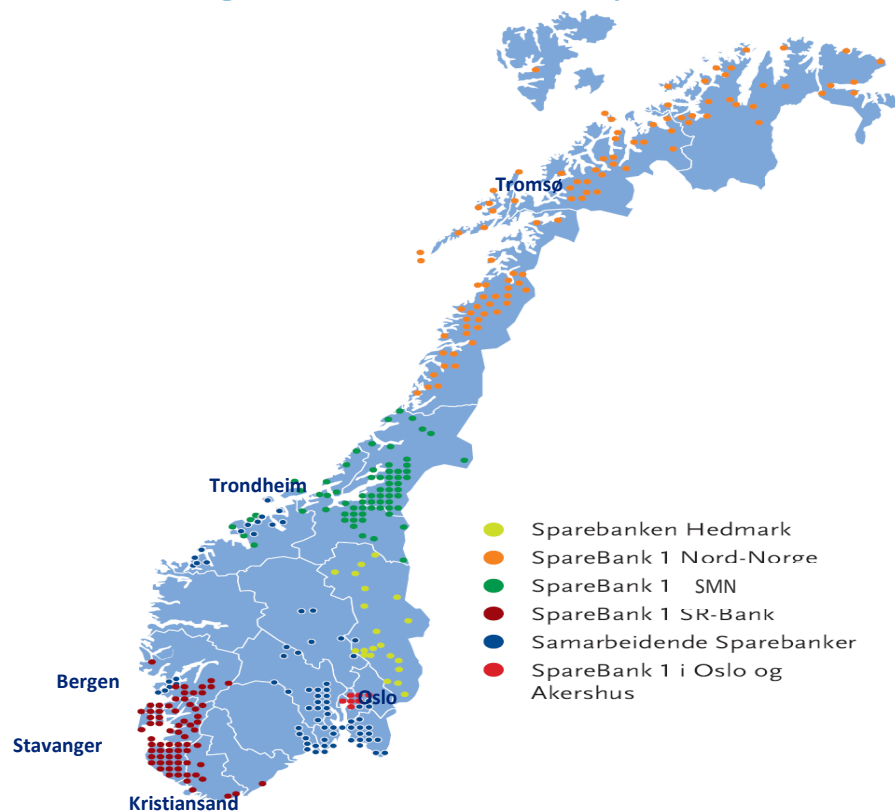 Tromsø
Trondheim
Sparebanken Hedmark
SpareBank 1 Nord-Norge
SpareBank 1 SMN
SpareBank 1 SR-Bank
Samarbeidende Sparebanker
SpareBank 1 i Oslo og
Akershus
Bergen
Oslo
Stavanger
Kristiansand